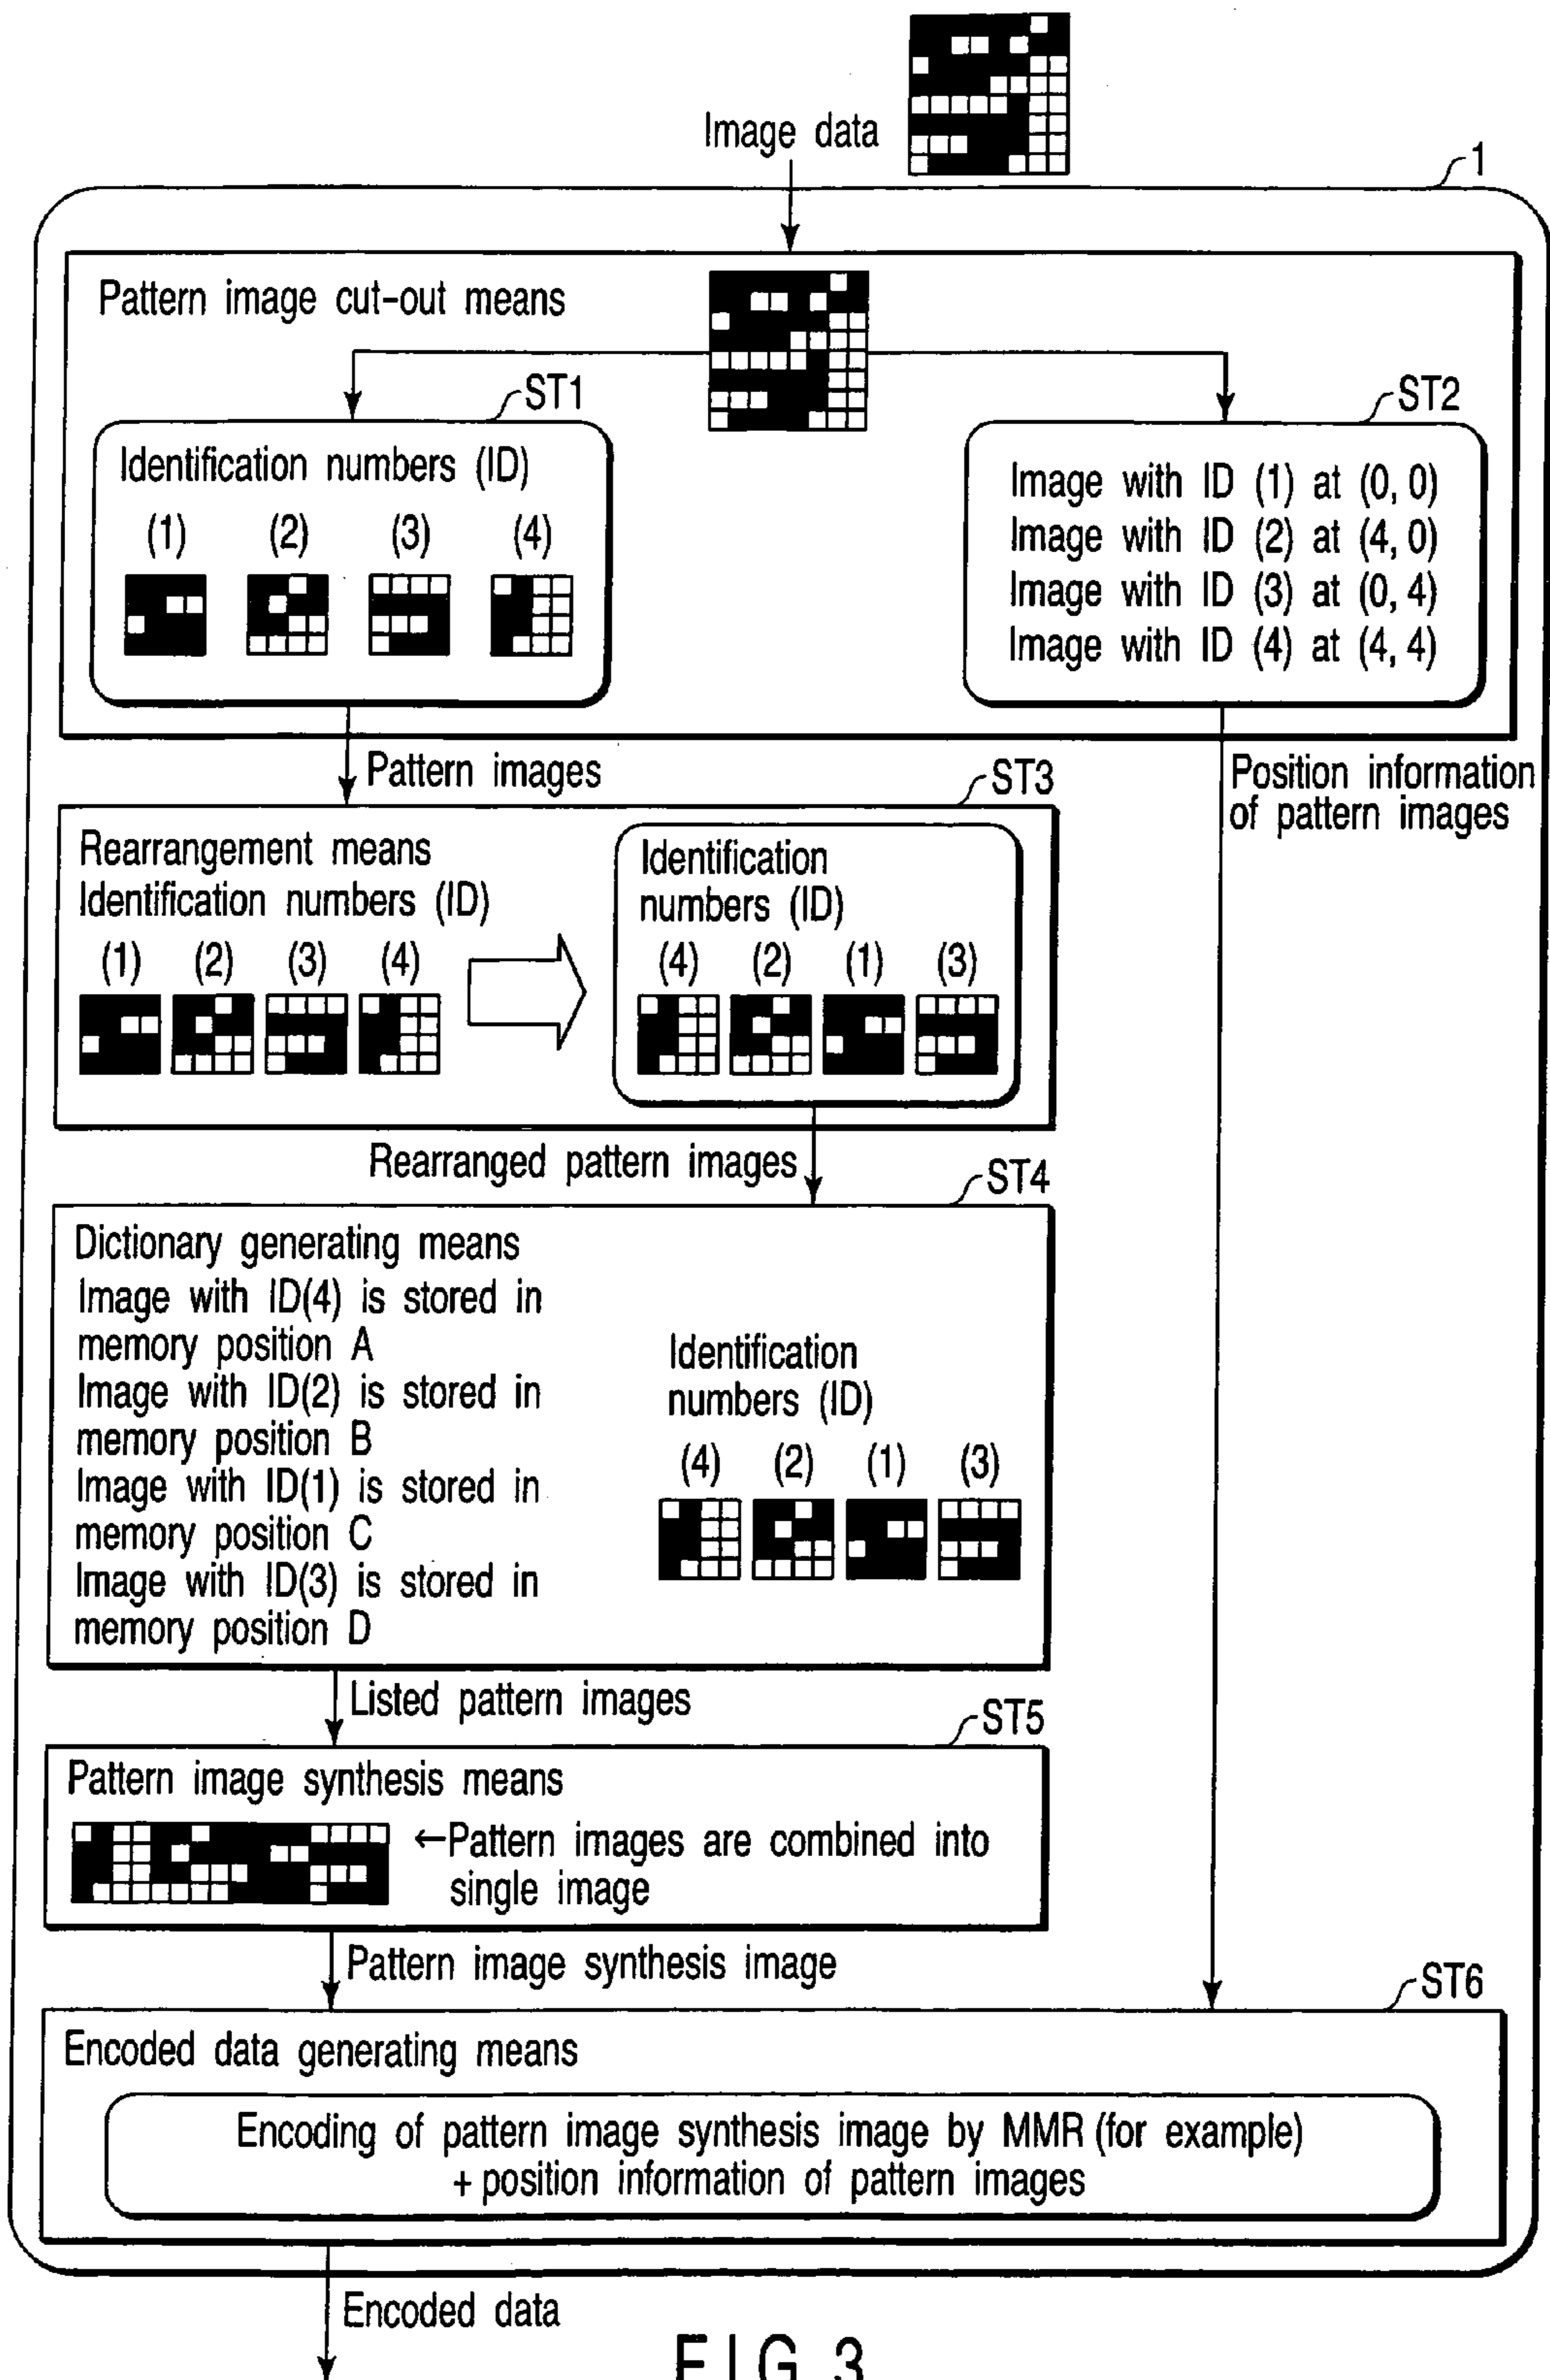 Image data
1
Pattern image cut-out means
ST1
ST2
Identification numbers (ID)
(1) (2) (3) (4)
Image with ID (1) at (0, 0)
Image with ID (2) at (4, 0)
Image with ID (3) at (0, 4)
Image with ID (4) at (4, 4)
Pattern images
Position information
of pattern images
ST3
Rearrangement means
Identification numbers (ID)
(1) (2) (3) (4)
Identification
numbers (ID)
(4) (2) (1) (3)
Rearranged pattern images
ST4
Dictionary generating means
Image with ID(4) is stored in
memory position A
Image with ID(2) is stored in
memory position B
Image with ID(1) is stored in
memory position C
Image with ID(3) is stored in
memory position D
Identification
numbers (ID)
(4) (2) (1) (3)
Listed pattern images
ST5
Pattern image synthesis means
←Pattern images are combined into
single image
Pattern image synthesis image
ST6
Encoded data generating means
Encoding of pattern image synthesis image by MMR (for example)
+ position information of pattern images
Encoded data
FIG. 3